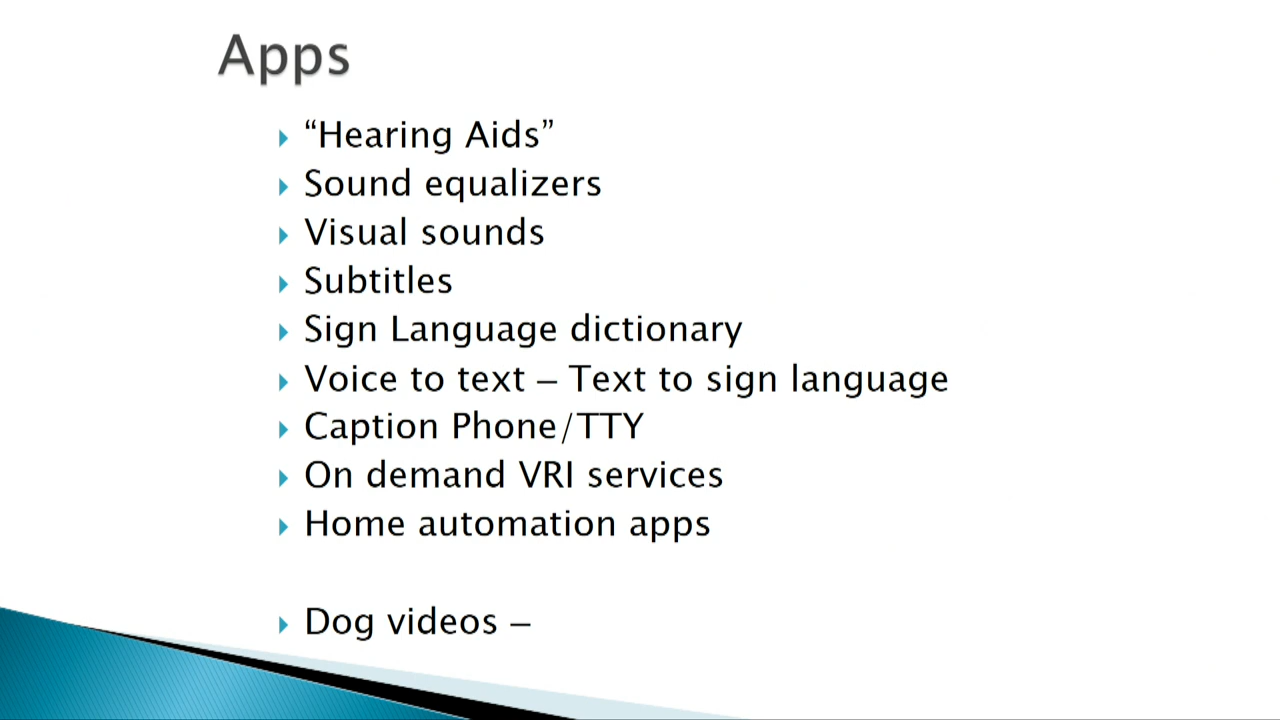 Apps
“Hearing Aids”
Sound equalizers
Visual sounds
Subtitles
Sign Language dictionary
Voice to text – Text to sign language
Caption Phone/TTY
On demand VRI services
Home automation apps
Dog videos –